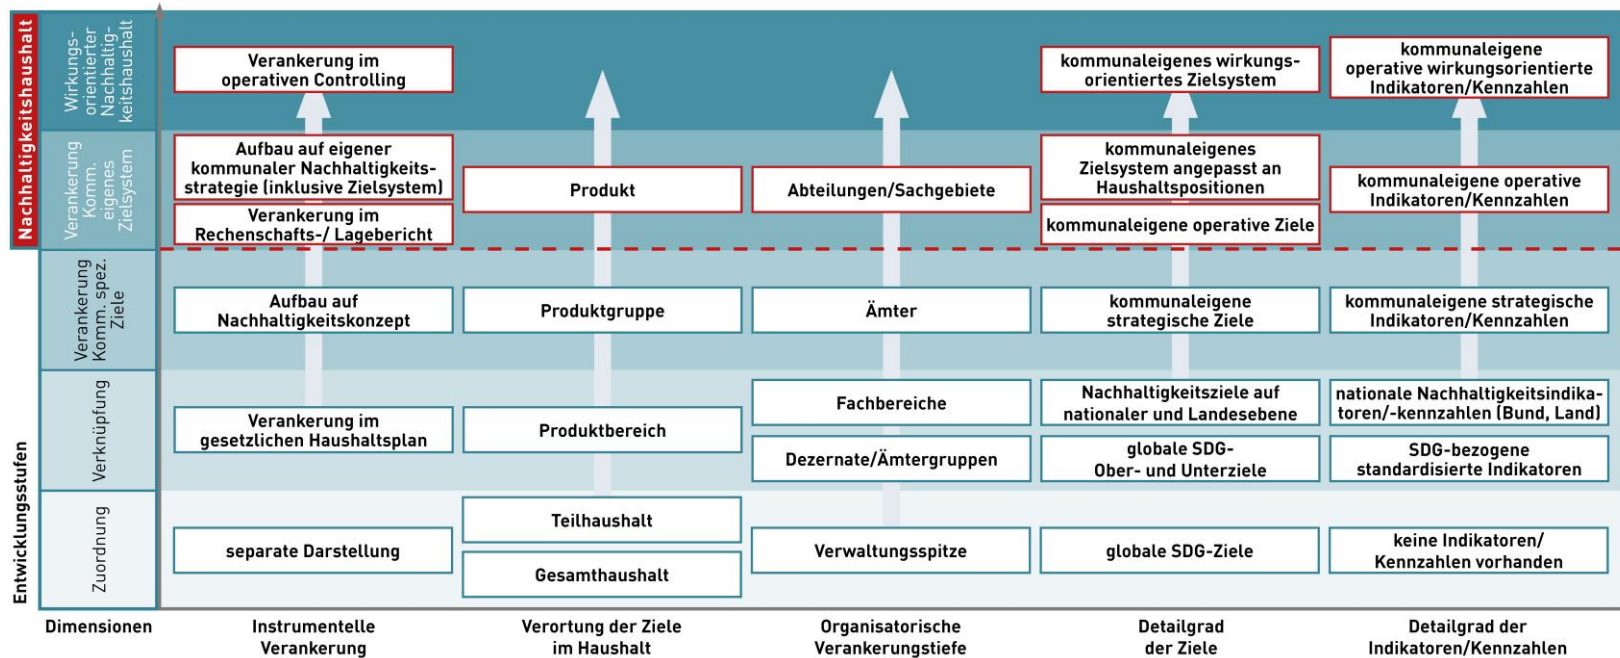 Nachhaltigkeitshaushalt
Wirkungs-
orientierter
Nachhaltig-
keitshaushalt
Verankerung im
operativen Controlling
kommunaleigenes wirkungs-
orientiertes Zielsystem
kommunaleigene
operative wirkungsorientierte
Indikatoren/Kennzahlen
Verankerung
Komm.
eigenes
Zielsystem
Aufbau auf eigener
kommunaler Nachhaltigkeits-
strategie (inklusive Zielsystem)
Verankerung im
Rechenschafts-/ Lagebericht
Produkt
Abteilungen/Sachgebiete
kommunaleigenes
Zielsystem angepasst an
Haushaltspositionen
kommunaleigene operative Ziele
kommunaleigene operative
Indikatoren/Kennzahlen
Entwicklungsstufen
Verankerung
Komm. spez.
Ziele
Aufbau auf
Nachhaltigkeitskonzept
Produktgruppe
Ämter
kommunaleigene
strategische Ziele
kommunaleigene strategische
Indikatoren/Kennzahlen
Verknüpfung
Verankerung im
gesetzlichen Haushaltsplan
Produktbereich
Fachbereiche
Dezernate/Ämtergruppen
Nachhaltigkeitsziele auf
nationaler und Landesebene
globale SDG-
Ober- und Unterziele
nationale Nachhaltigkeitsindika-
toren/-kennzahlen (Bund, Land)
SDG-bezogene
standardisierte Indikatoren
Zuordnung
separate Darstellung
Teilhaushalt
Gesamthaushalt
Verwaltungsspitze
globale SDG-Ziele
keine Indikatoren/
Kennzahlen vorhanden
Dimensionen
Instrumentelle
Verankerung
Verortung der Ziele
im Haushalt
Organisatorische
Verankerungstiefe
Detailgrad
der Ziele
Detailgrad der
Indikatoren/Kennzahlen